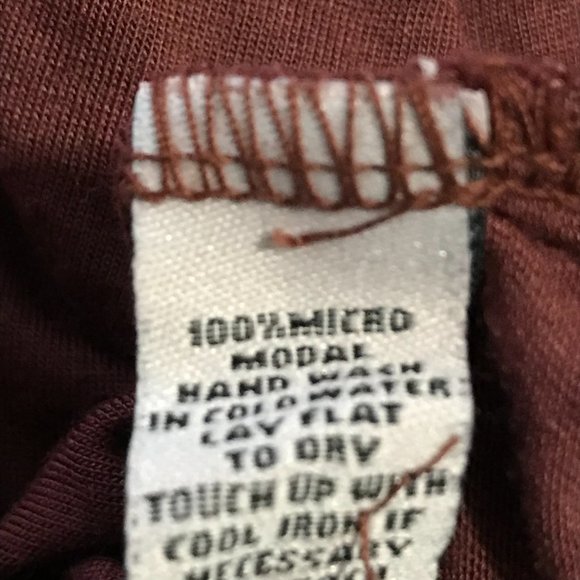 100% MICRO
MODAL
HAND WASH
IN COLD WATER
LAY FLAT
TO DRY
TOUCH UP WITH
COOL IRON IF
NECESSARY